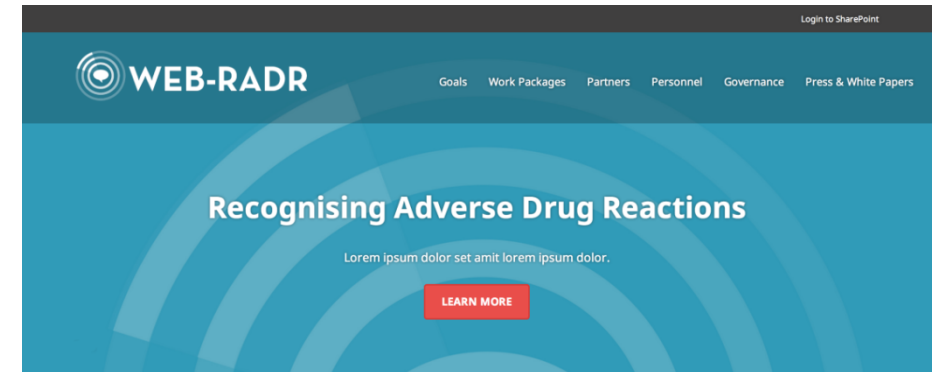 Login to SharePoint
WEB-RADR
Goals Work Packages Partners Personnel Governance Press & White Papers
Recognising Adverse Drug Reactions
Lorem ipsum dolor set amit lorem ipsum dolor.
LEARN MORE